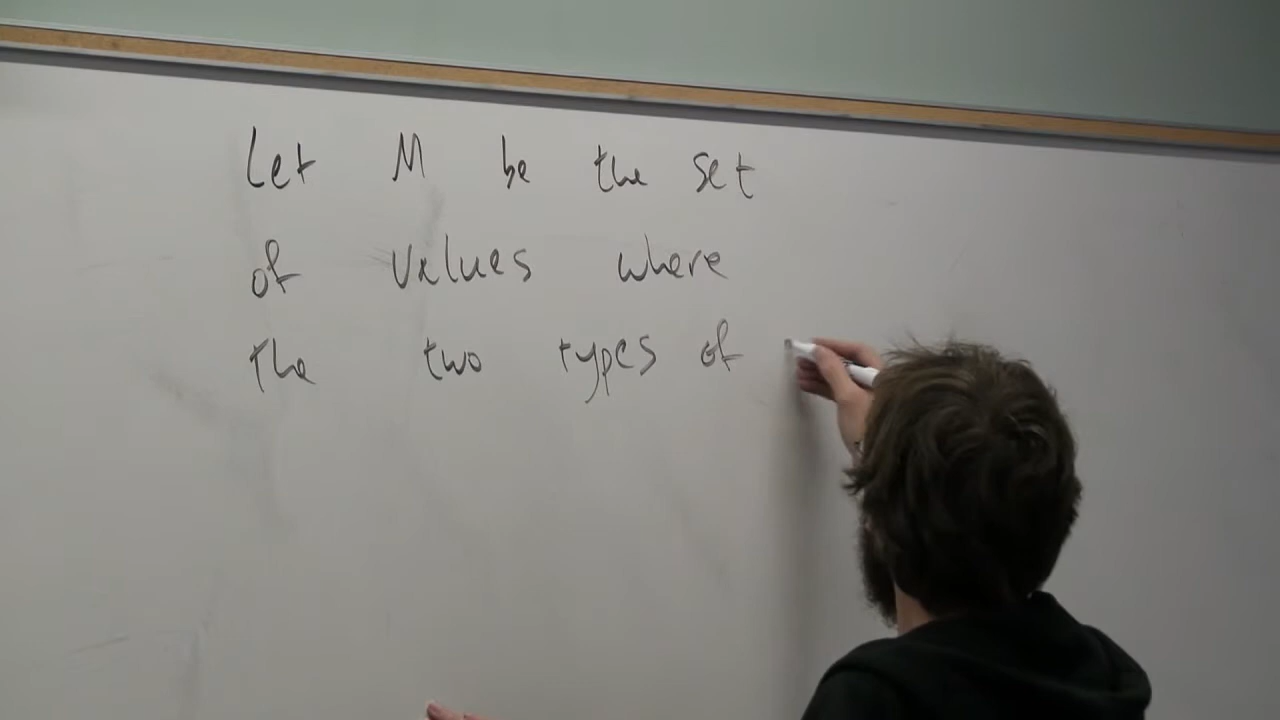 Let M be the set
of values where
the two types of